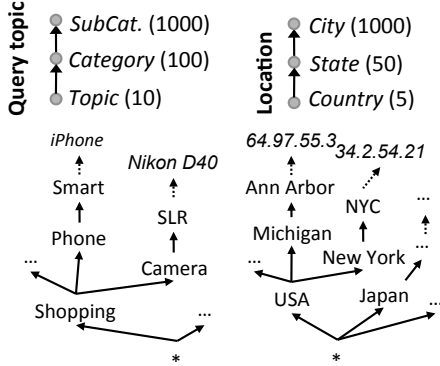 Query topic
SubCat. (1000)
Category (100)
Topic (10)
iPhone
Nikon D40
Smart
SLR
Phone
...
Camera
Shopping
...
*
Location
City (1000)
State (50)
Country (5)
64.97.55.3
34.2.54.21
Ann Arbor
NYC
...
Michigan
...
...
New York
USA
Japan
...
*